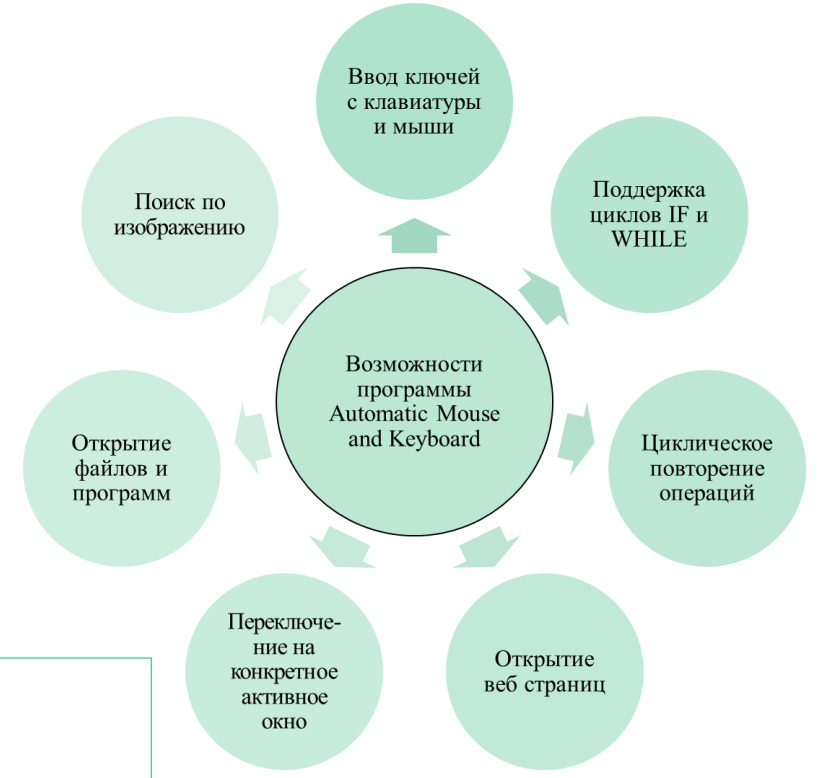 Ввод ключей
с клавиатуры
и мыши
Поддержка
циклов IF и
WHILE
Циклическое
повторение
операций
Открытие
веб страниц
Переключе-
ние на
конкретное
активное
окно
Открытие
файлов и
программ
Поиск по
изображению
Возможности
программы
Automatic Mouse
and Keyboard